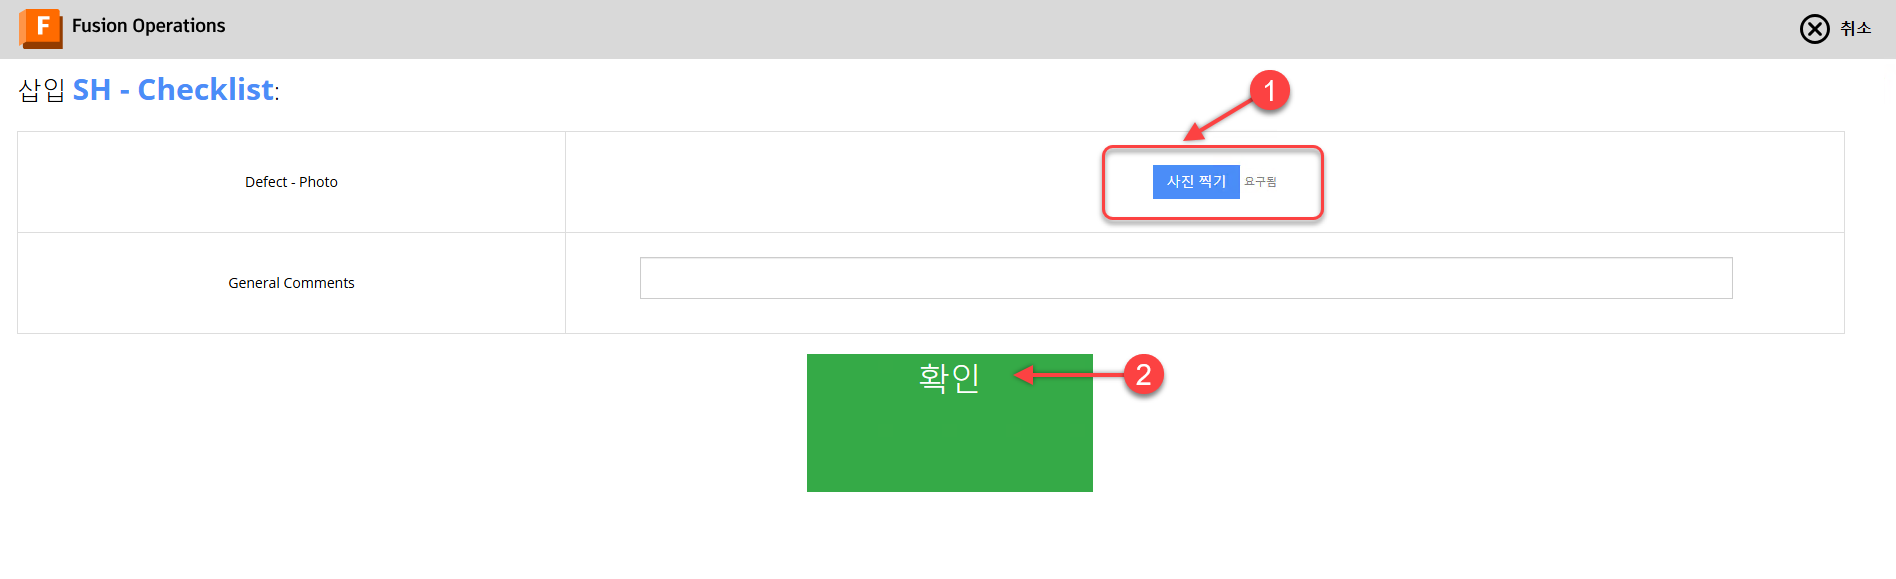 F Fusion Operations
취소
삽입 SH - Checklist:
1
Defect - Photo
사진 찍기 요구됨
General Comments
확인
2